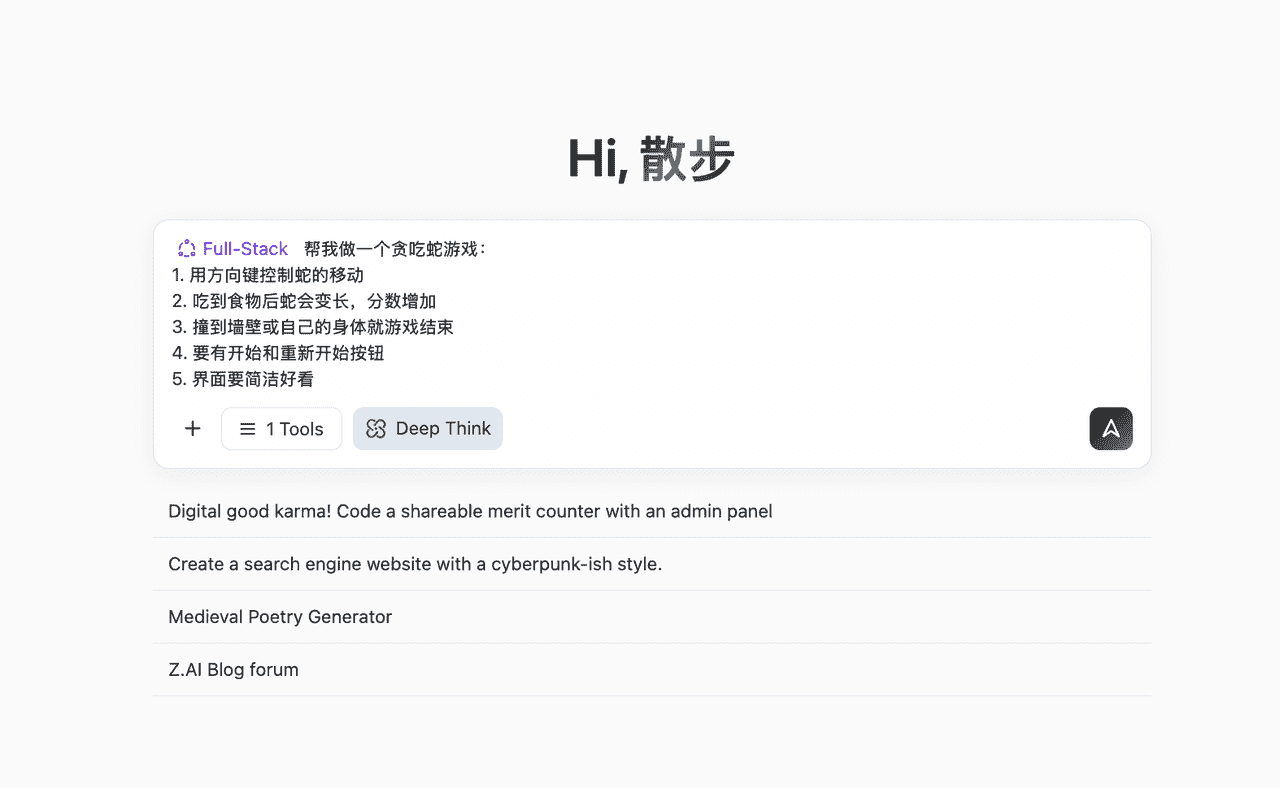 Hi, 散步
Full-Stack 帮我做一个贪吃蛇游戏：
1. 用方向键控制蛇的移动
2. 吃到食物后蛇会变长，分数增加
3. 撞到墙壁或自己的身体就游戏结束
4. 要有开始和重新开始按钮
5. 界面要简洁好看
1 Tools
Deep Think
Digital good karma! Code a shareable merit counter with an admin panel
Create a search engine website with a cyberpunk-ish style.
Medieval Poetry Generator
Z.AI Blog forum